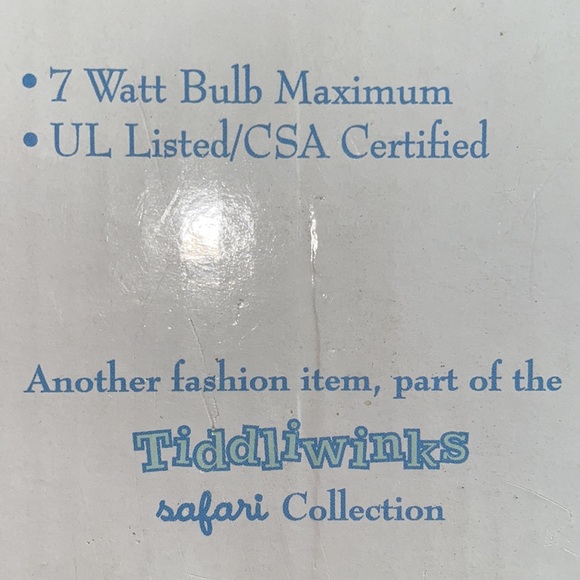 • 7 Watt Bulb Maximum
• UL Listed/CSA Certified
Another fashion item, part of the
Tiddliwinks
safari Collection